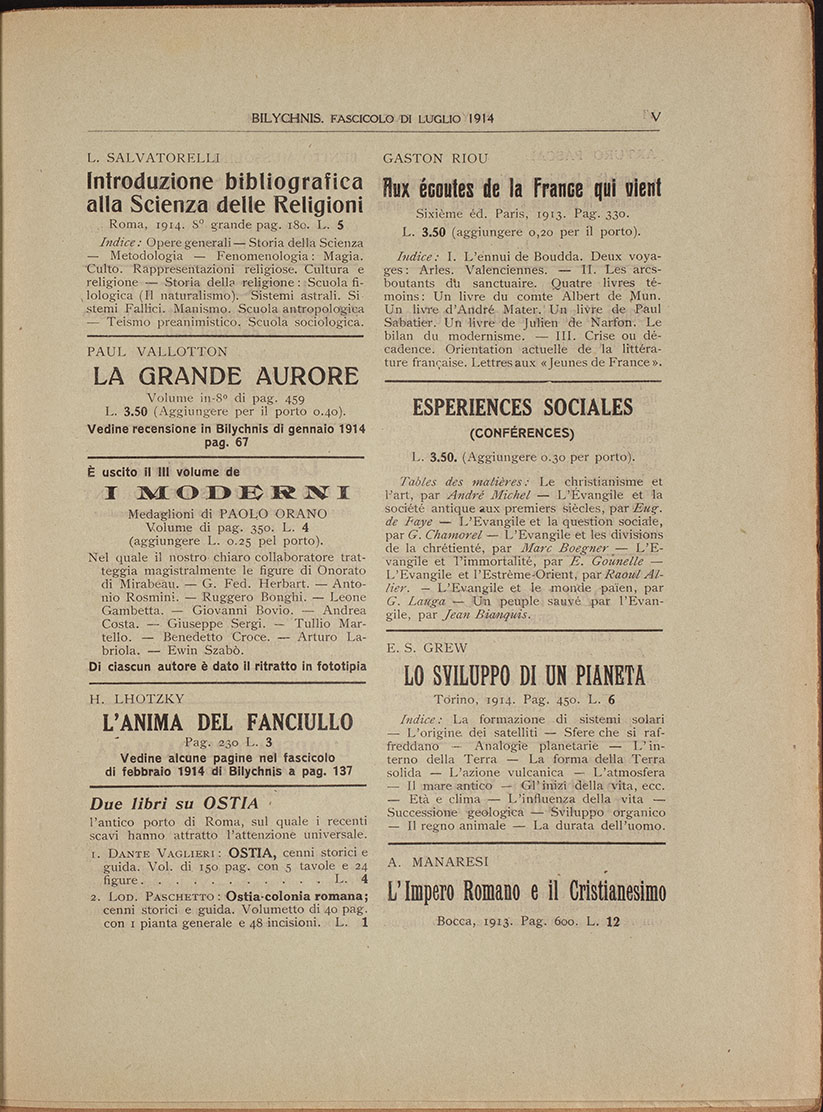 BILYCHNIS. FASCICOLO DI LUGLIO 1914
V
L. SALVATORELLI
Introduzione bibliografica
alla Scienza delle Religioni
Roma, 1914. 8º grande pag. 180. L. 5
Indice: Opere generali — Storia della Scienza
— Metodologia — Fenomenologia: Magia.
Culto. Rappresentazioni religiose. Cultura e
religione — Storia della religione: Scuola fi-
lologica (Il naturalismo). Sistemi astrali. Si
stemi Fallici. Manismo. Scuola antropologica
— Teismo preanimistico. Scuola sociologica.
PAUL VALLOTTON
LA GRANDE AURORE
Volume in-8º di pag. 459
L. 3.50 (Aggiungere per il porto 0.40).
Vedine recensione in Bilychnis di gennaio 1914
pag. 67
È uscito il III volume de
I MODERNI
Medaglioni di PAOLO ORANO
Volume di pag. 350. L. 4
(aggiungere L. 0.25 pel porto).
Nel quale il nostro chiaro collaboratore trat-
teggia magistralmente le figure di Onorato
di Mirabeau. — G. Fed. Herbart. — Anto-
nio Rosmini. — Ruggero Bonghi. — Leone
Gambetta. — Giovanni Bovio. — Andrea
Costa. — Giuseppe Sergi. — Tullio Mar-
tello. — Benedetto Croce. — Arturo La-
briola. — Ewin Szabò.
Di ciascun autore è dato il ritratto in fototipia
H. LHOTZKY
L'ANIMA DEL FANCIULLO
Pag. 230 L. 3
Vedine alcune pagine nel fascicolo
di febbraio 1914 di Bilychnis a pag. 137
Due libri su OSTIA
l'antico porto di Roma, sul quale i recenti
scavi hanno attratto l'attenzione universale.
1. DANTE VAGLIERI: OSTIA, cenni storici e
guida. Vol. di 150 pag. con 5 tavole e 24
figure. . . . . . . . . . . L. 4
2. LOD. PASCHETTO: Ostia-colonia romana;
cenni storici e guida. Volumetto di 40 pag.
con 1 pianta generale e 48 incisioni. L. 1
GASTON RIOU
Aux écoutes de la France qui vient
Sixième éd. Paris, 1913. Pag. 330.
L. 3.50 (aggiungere 0,20 per il porto).
Indice: I. L'ennui de Boudda. Deux voya-
ges: Arles. Valenciennes. — II. Les arcs-
boutants du sanctuaire. Quatre livres té-
moins: Un livre du comte Albert de Mun.
Un livre d'André Mater. Un livre de Paul
Sabatier. Un livre de Julien de Narfon. Le
bilan du modernisme. — III. Crise ou dé-
cadence. Orientation actuelle de la littéra-
ture française. Lettres aux «Jeunes de France».
ESPERIENCES SOCIALES
(CONFÉRENCES)
L. 3.50. (Aggiungere 0.30 per porto).
Tables des matières: Le christianisme et
l'art, par André Michel — L'Evangile et la
société antique aux premiers siècles, par Eug.
de Faye — L'Evangile et la question sociale,
par G. Chamorel — L'Evangile et les divisions
de la chrétienté, par Marc Boegner — L'E-
vangile et l'immortalité, par E. Gounelle —
L'Evangile et l'Estrème-Orient, par Raoul Al-
lier. — L'Evangile et le monde païen, par
G. Lauga — Un peuple sauvé par l'Evan-
gile, par Jean Bianquis.
E. S. GREW
LO SVILUPPO DI UN PIANETA
Torino, 1914. Pag. 450. L. 6
Indice: La formazione di sistemi solari
— L'origine dei satelliti — Sfere che si raf-
freddano — Analogie planetarie — L'in-
terno della Terra — La forma della Terra
solida — L'azione vulcanica — L'atmosfera
— Il mare antico — Gl'inizi della vita, ecc.
— Età e clima — L'influenza della vita —
Successione geologica — Sviluppo organico
— Il regno animale — La durata dell'uomo.
A. MANARESI
L'Impero Romano e il Cristianesimo
Bocca, 1913. Pag. 600. L. 12